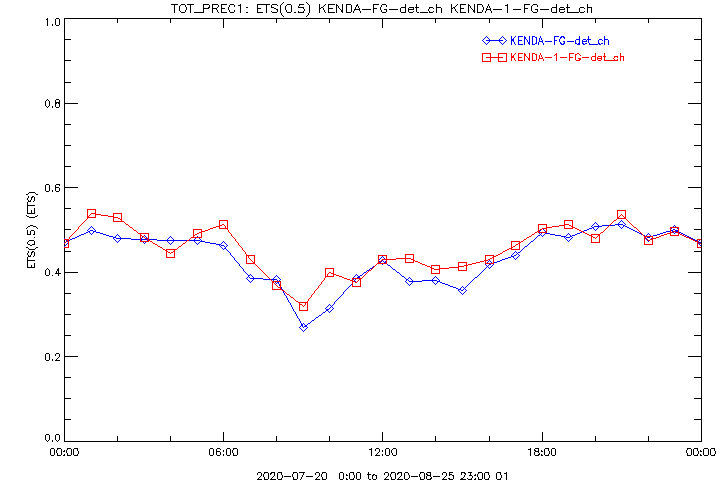 TOT_PREC1: ETS(0.5) KENDA-FG-det_ch KENDA-1-FG-det_ch
KENDA-FG-det_ch
KENDA-1-FG-det_ch
1.0
0.8
0.6
0.4
0.2
0.0
ETS(0.5) (ETS)
00:00 06:00 12:00 18:00 00:00
2020-07-20 0:00 to 2020-08-25 23:00 01